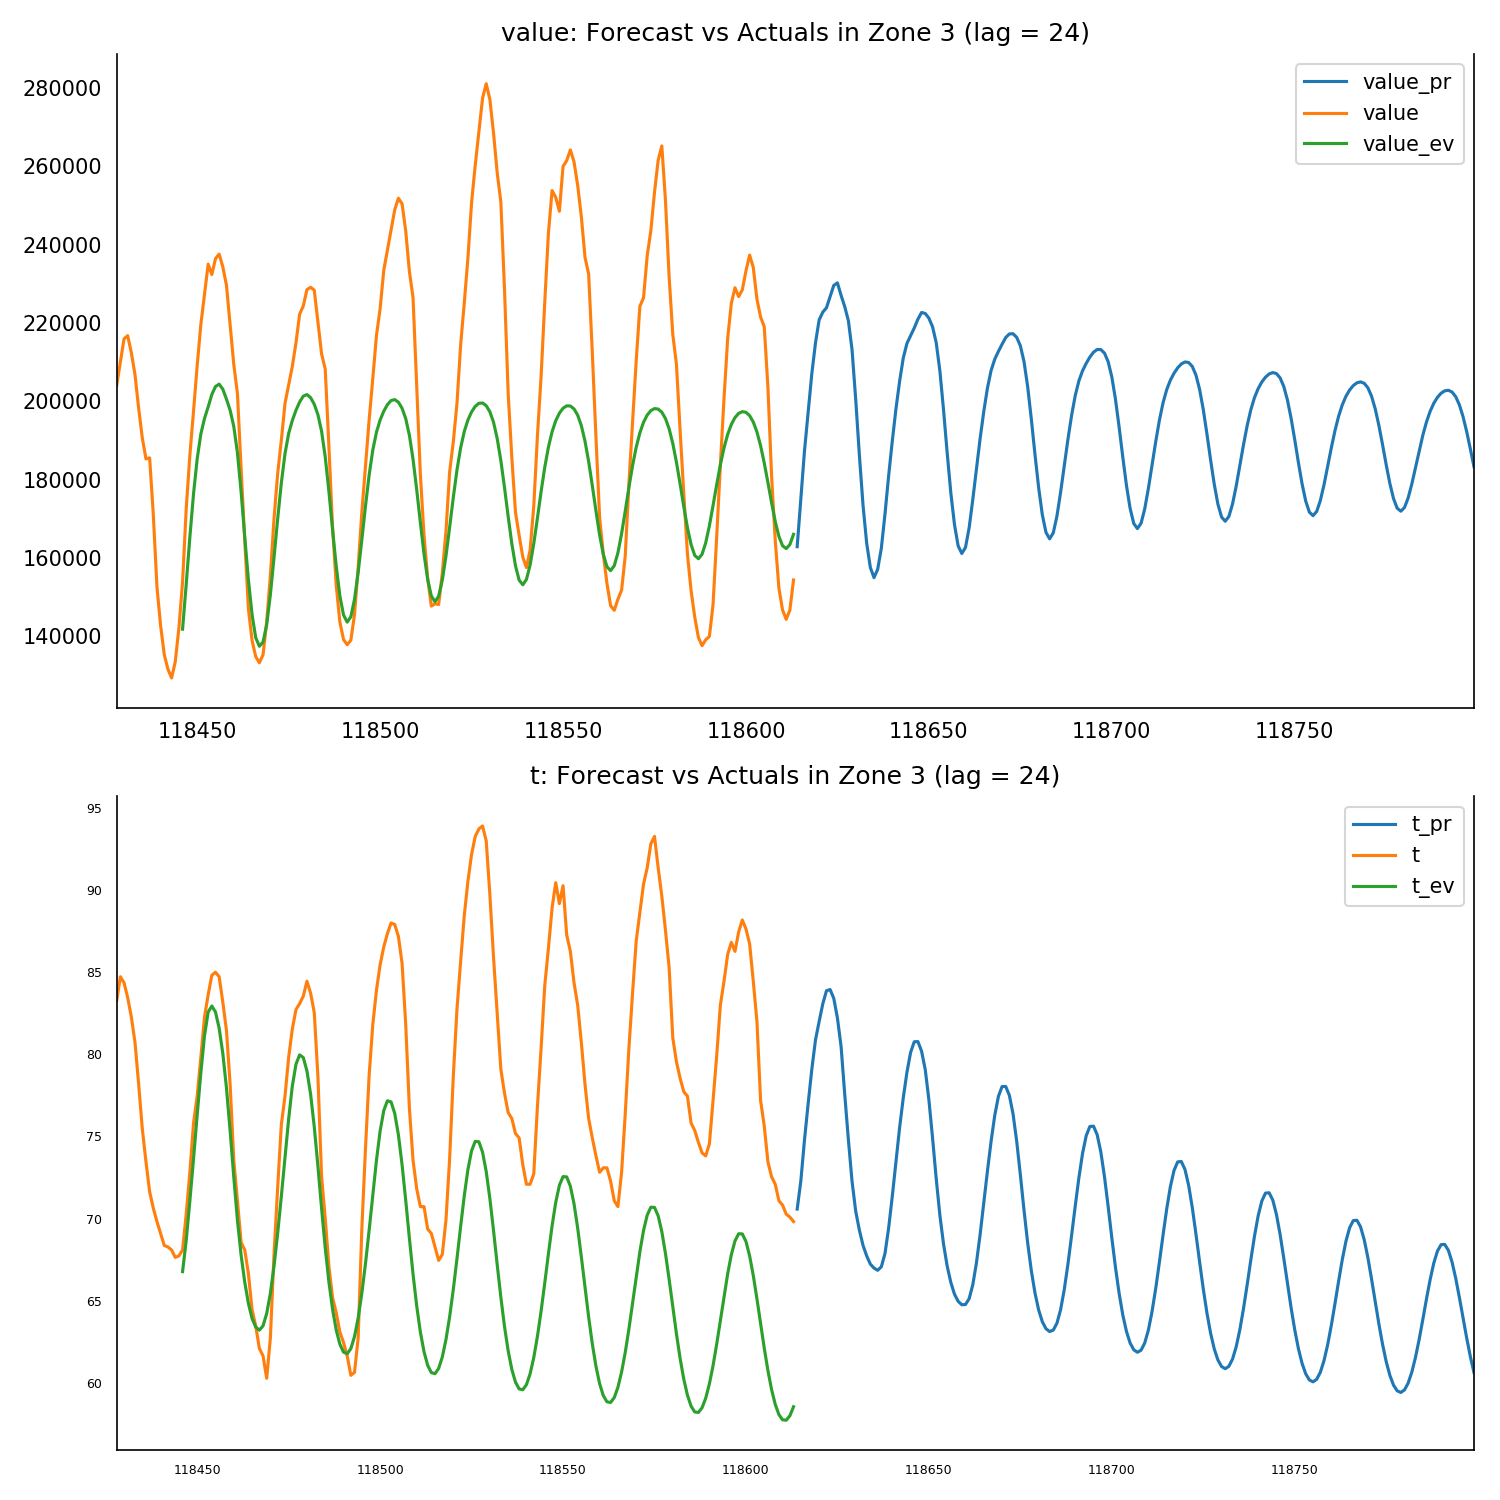 value: Forecast vs Actuals in Zone 3 (lag = 24)
280000
260000
240000
220000
200000
180000
160000
140000
value_pr
value
value_ev
118450 118500 118550 118600 118650 118700 118750
t: Forecast vs Actuals in Zone 3 (lag = 24)
95
90
85
80
75
70
65
60
t_pr
t
t_ev
118450 118500 118550 118600 118650 118700 118750